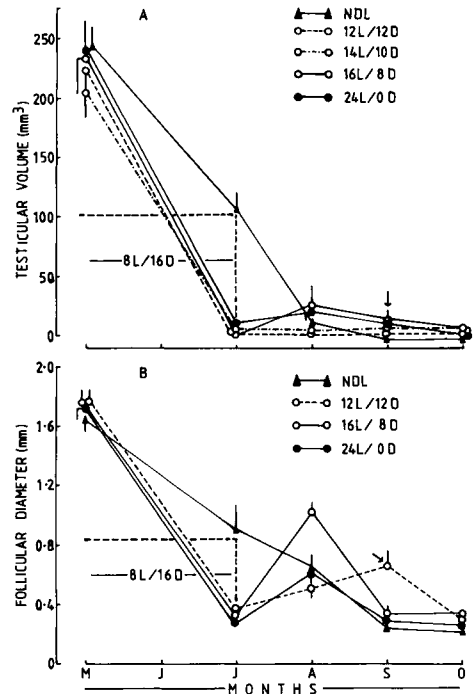 A
NDL
12L/12D
14L/10D
16L/8D
24L/0D
250
200
150
100
50
0
TESTICULAR VOLUME (mm³)
8L/16D
B
NDL
12L/12D
16L/8D
24L/0D
2·0
1·6
1·2
0·8
0·4
0
FOLLICULAR DIAMETER (mm)
8L/16D
M J J A S O
MONTHS